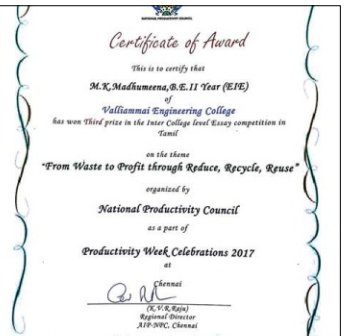 NATIONAL PRODUCTIVITY COUNCIL
Certificate of Award
This is to certify that
M.K.Madhumeena,B.E.II Year (EIE)
of
Valliammai Engineering College
has won Third prize in the Inter College level Essay competition in
Tamil
on the theme
"From Waste to Profit through Reduce, Recycle, Reuse"
organized by
National Productivity Council
as a part of
Productivity Week Celebrations 2017
at
Chennai
(K.V.R.Raju)
Regional Director
AIP-NPC, Chennai